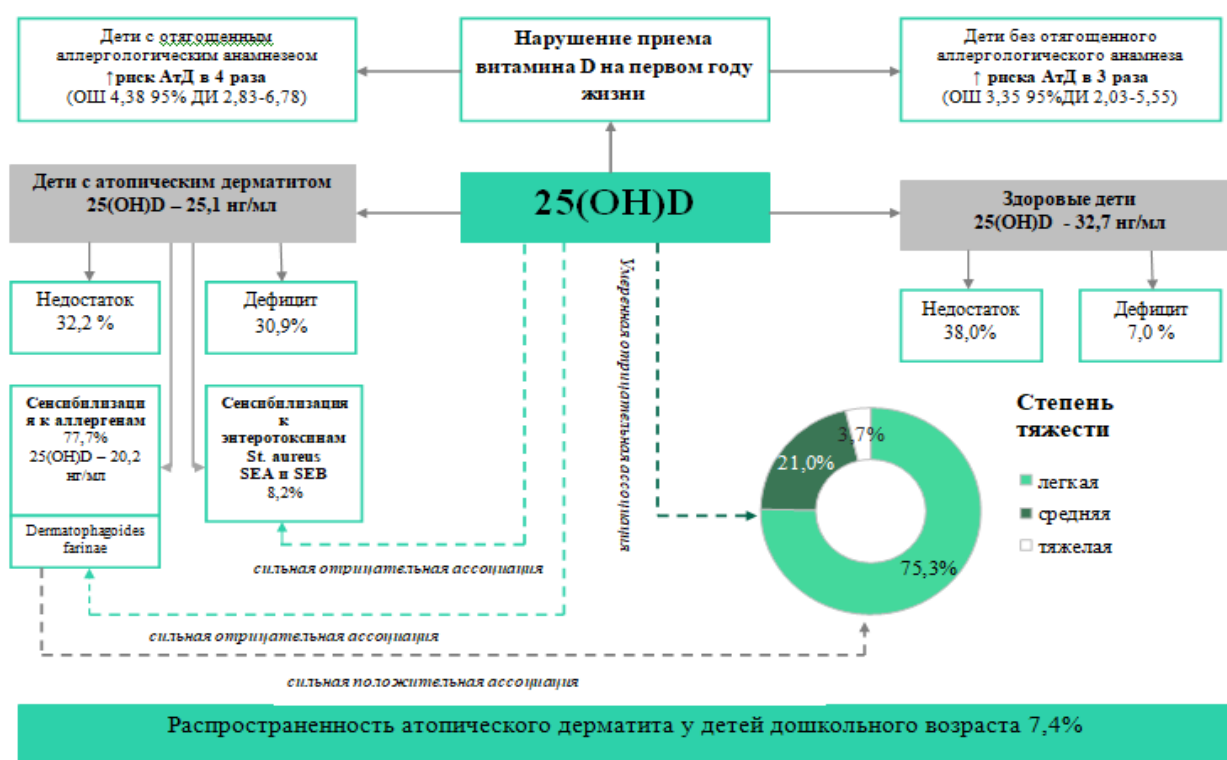 Дети с отягощенным
аллергологическим анамнезеом
↑риск АтД в 4 раза
(ОШ 4,38 95% ДИ 2,83-6,78)
Нарушение приема
витамина D на первом году
жизни
Дети без отягощенного
аллергологического анамнеза
↑ риска АтД в 3 раза
(ОШ 3,35 95%ДИ 2,03-5,55)
Дети с атопическим дерматитом
25(OH)D – 25,1 нг/мл
25(OH)D
Здоровые дети
25(OH)D - 32,7 нг/мл
Недостаток
32,2 %
Дефицит
30,9%
Умеренная отрицательная ассоциация
Недостаток
38,0%
Дефицит
7,0 %
Сенсибилизаци
я к аллергенам
77,7%
25(OH)D – 20,2
нг/мл
Dermatophagoides
farinae
Сенсибилизация
к
энтеротоксинам
St. aureus
SEA и SEB
8,2%
Степень
тяжести
легкая
средняя
тяжелая
3,7%
21,0%
75,3%
сильная отрицательная ассоциация
сильная отрицательная ассоциация
сильная положительная ассоциация
Распространенность атопического дерматита у детей дошкольного возраста 7,4%